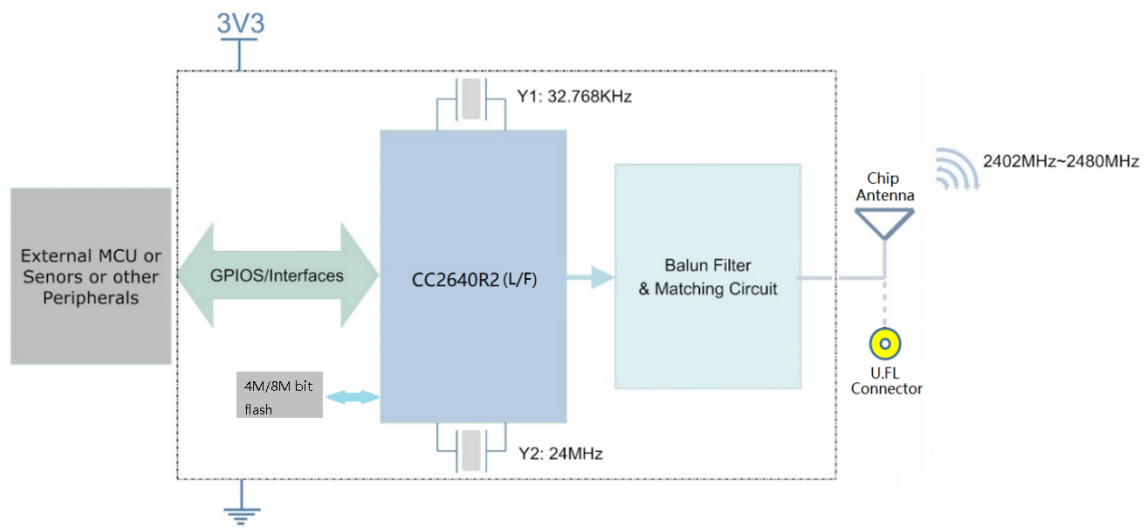 3V3
Y1: 32.768KHz
2402MHz~2480MHz
Chip
Antenna
External MCU or
Senors or other
Peripherals
GPIOS/Interfaces
CC2640R2 (L/F)
Balun Filter
& Matching Circuit
4M/8M bit
flash
U.FL
Connector
Y2: 24MHz